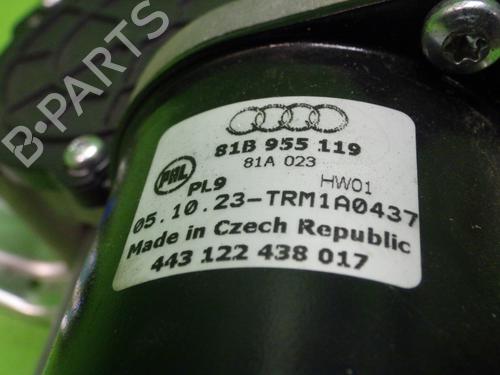 B-PARTS
81B 955 119
81A 023
PHL
PL9
HW01
05.10.23-TRM1A0437
Made in Czech Republic
443 122 438 017